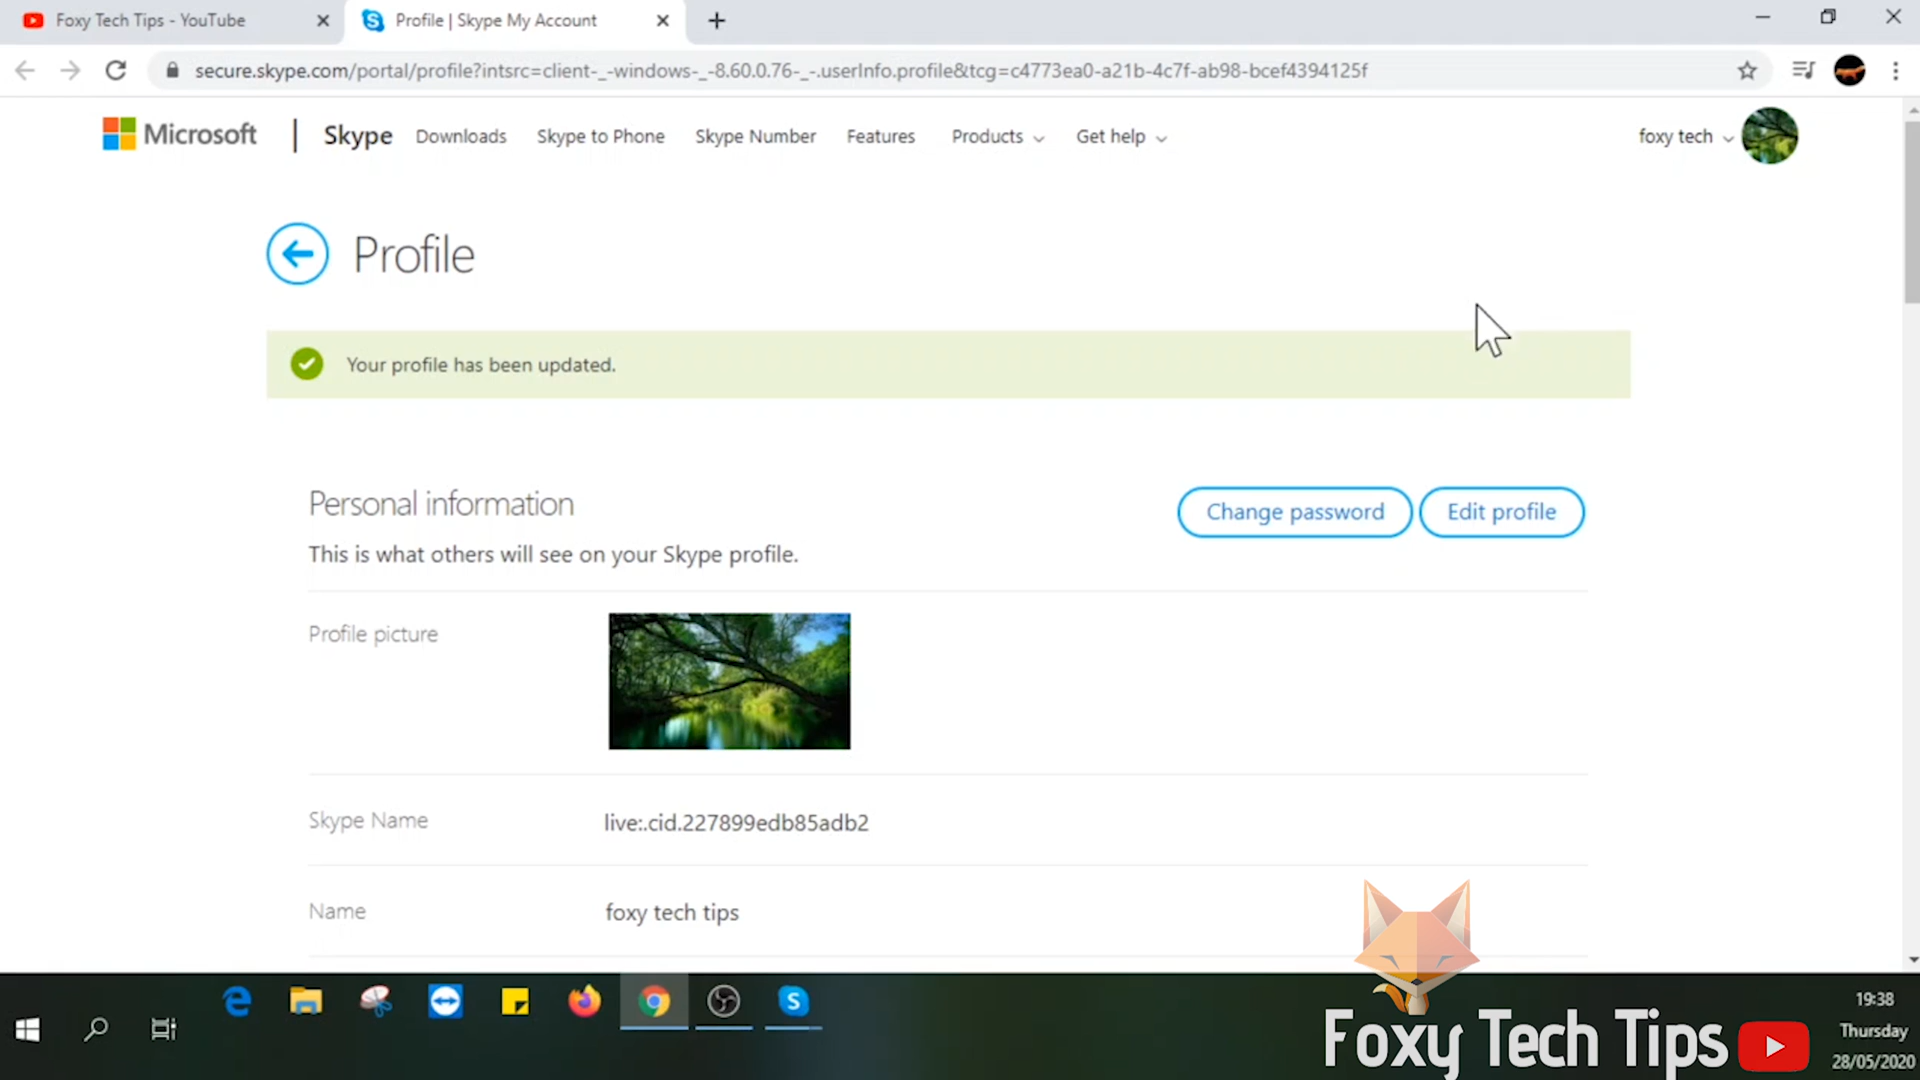 Foxy Tech Tips - YouTube
Profile | Skype My Account
secure.skype.com/portal/profile?intsrc=client-_-windows-_-8.60.0.76-_-.userInfo.profile&tcg=c4773ea0-a21b-4c7f-ab98-bcef4394125f
Microsoft | Skype Downloads Skype to Phone Skype Number Features Products Get help foxy tech
Profile
Your profile has been updated.
Personal information
Change password Edit profile
This is what others will see on your Skype profile.
Profile picture
Skype Name live:.cid.227899edb85adb2
Name foxy tech tips
19:38
Thursday
28/05/2020
Foxy Tech Tips